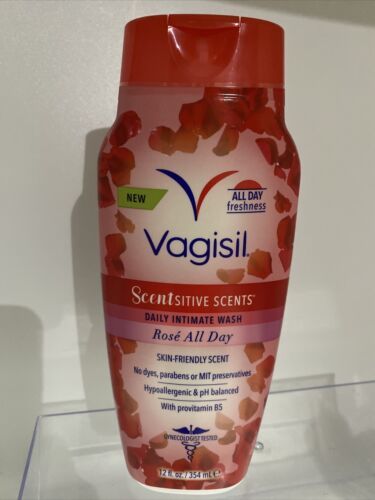 NEW
ALL DAY
freshness
Vagisil®
Scentsitive Scents™
DAILY INTIMATE WASH
Rosé All Day
SKIN-FRIENDLY SCENT
No dyes, parabens or MIT preservatives
Hypoallergenic & pH balanced
With provitamin B5
GYNECOLOGIST TESTED
12 fl. oz. / 354 mL ℮